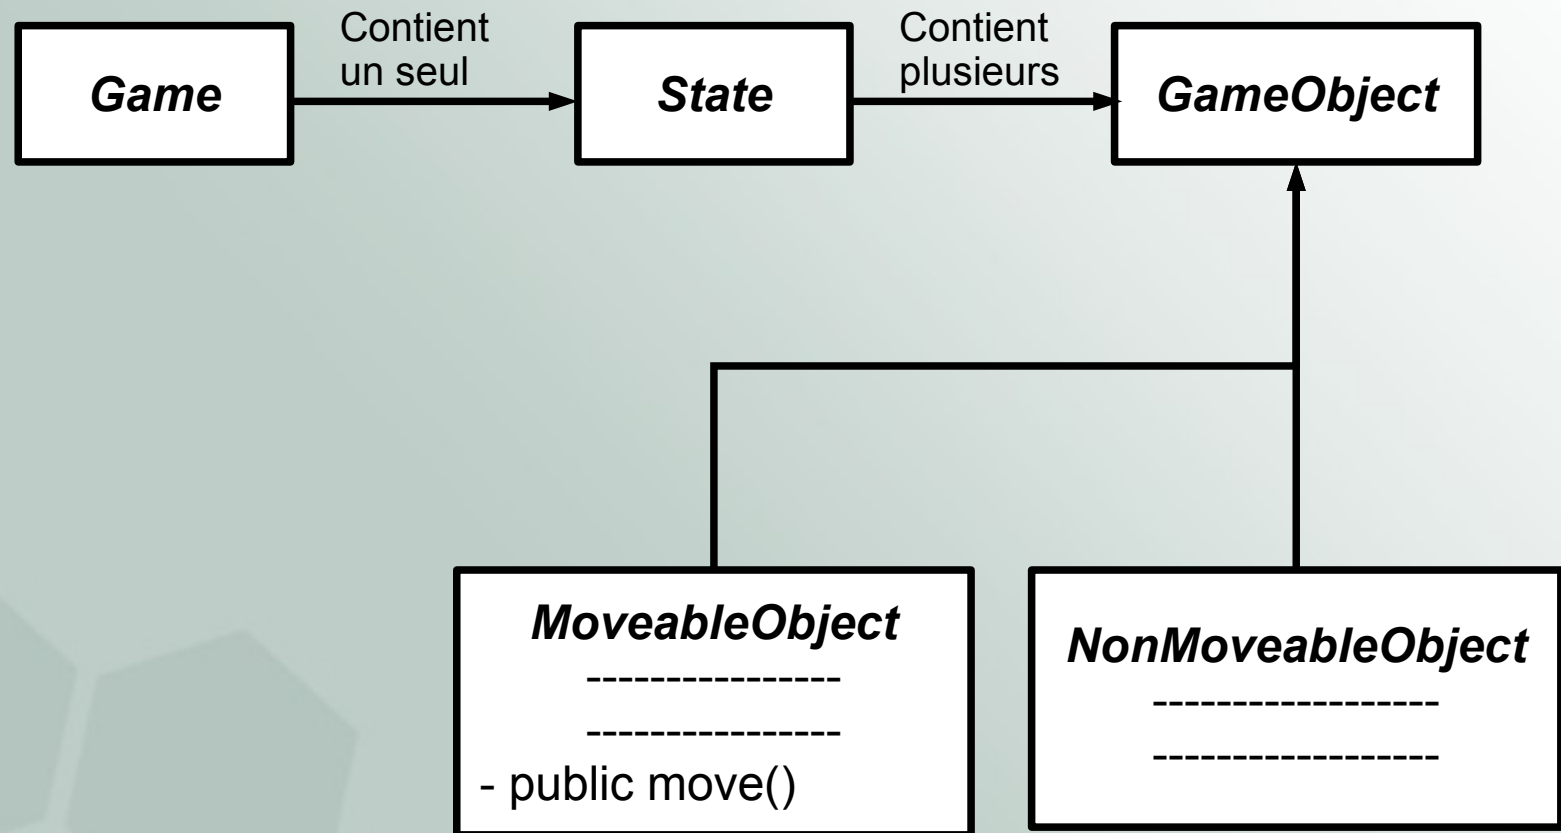 Game
Contient
un seul
State
Contient
plusieurs
GameObject
MoveableObject
----------------
----------------
- public move()
NonMoveableObject
------------------
------------------